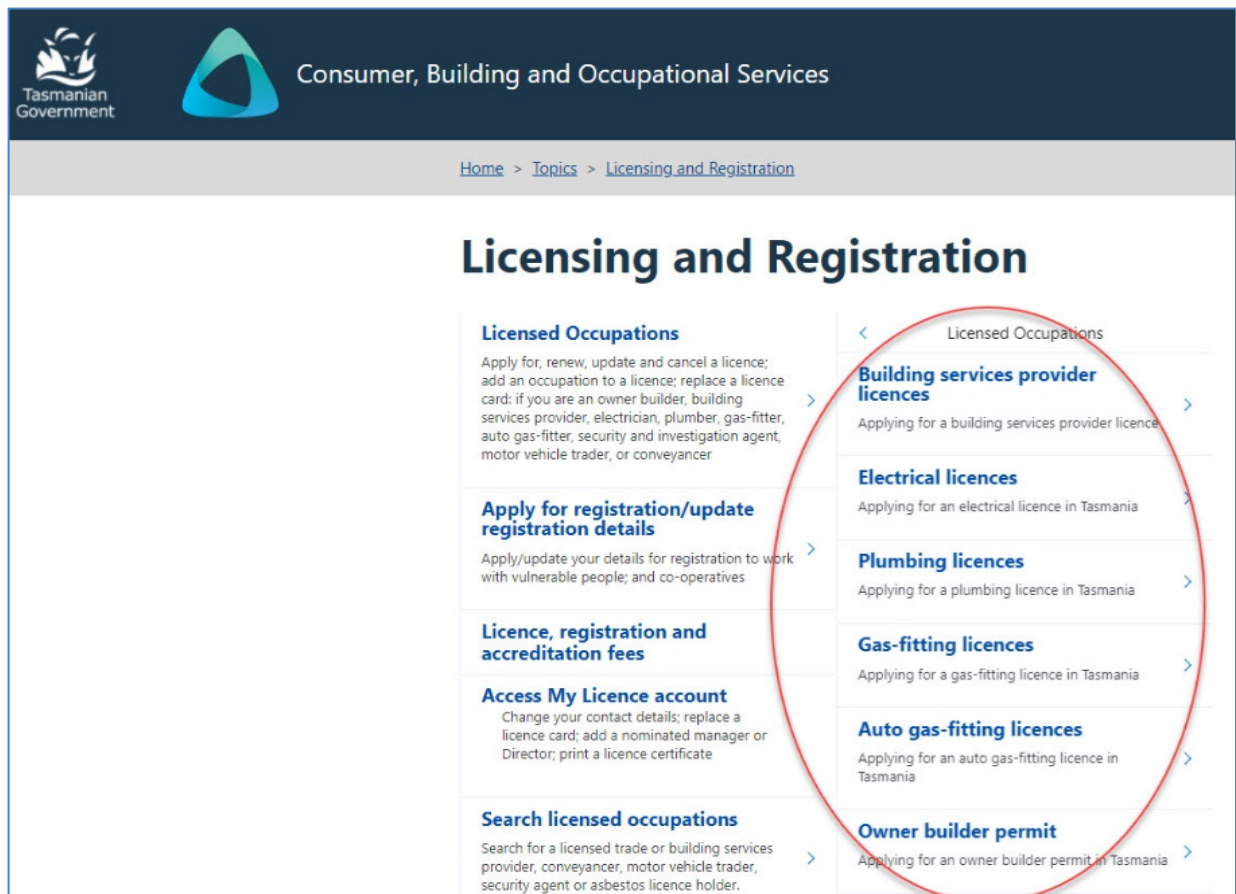 Tasmanian
Government
Consumer, Building and Occupational Services
Home > Topics > Licensing and Registration
Licensing and Registration
Licensed Occupations
Apply for, renew, update and cancel a licence;
add an occupation to a licence; replace a licence
card: if you are an owner builder, building
services provider, electrician, plumber, gas-fitter,
auto gas-fitter, security and investigation agent,
motor vehicle trader, or conveyancer
Apply for registration/update
registration details
Apply/update your details for registration to work
with vulnerable people; and co-operatives
Licence, registration and
accreditation fees
Access My Licence account
Change your contact details; replace a
licence card; add a nominated manager or
Director; print a licence certificate
Search licensed occupations
Search for a licensed trade or building services
provider, conveyancer, motor vehicle trader,
security agent or asbestos licence holder.
Licensed Occupations
Building services provider
licences
Applying for a building services provider licence
Electrical licences
Applying for an electrical licence in Tasmania
Plumbing licences
Applying for a plumbing licence in Tasmania
Gas-fitting licences
Applying for a gas-fitting licence in Tasmania
Auto gas-fitting licences
Applying for an auto gas-fitting licence in
Tasmania
Owner builder permit
Applying for an owner builder permit in Tasmania